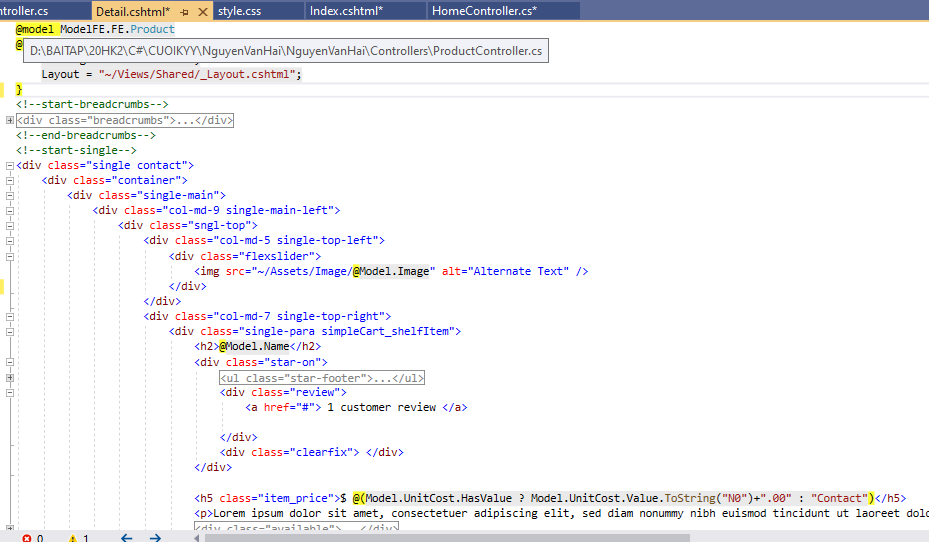 ntroller.cs Detail.cshtml* style.css Index.cshtml* HomeController.cs*
@model ModelFE.FE.Product
@
D:\BAITAP\20HK2\C#\CUOIKYY\NguyenVanHai\NguyenVanHai\Controllers\ProductController.cs
Layout = "~/Views/Shared/_Layout.cshtml";
}
<!--start-breadcrumbs-->
<div class="breadcrumbs">...</div>
<!--end-breadcrumbs-->
<!--start-single-->
<div class="single contact">
<div class="container">
<div class="single-main">
<div class="col-md-9 single-main-left">
<div class="sngl-top">
<div class="col-md-5 single-top-left">
<div class="flexslider">
<img src="~/Assets/Image/@Model.Image" alt="Alternate Text" />
</div>
</div>
<div class="col-md-7 single-top-right">
<div class="single-para simpleCart_shelfItem">
<h2>@Model.Name</h2>
<div class="star-on">
<ul class="star-footer">...</ul>
<div class="review">
<a href="#"> 1 customer review </a>
</div>
<div class="clearfix"> </div>
</div>
<h5 class="item_price">$ @(Model.UnitCost.HasValue ? Model.UnitCost.Value.ToString("N0")+".00" : "Contact")</h5>
<p>Lorem ipsum dolor sit amet, consectetuer adipiscing elit, sed diam nonummy nibh euismod tincidunt ut laoreet dolo
<div class="available">...</div>
0 1